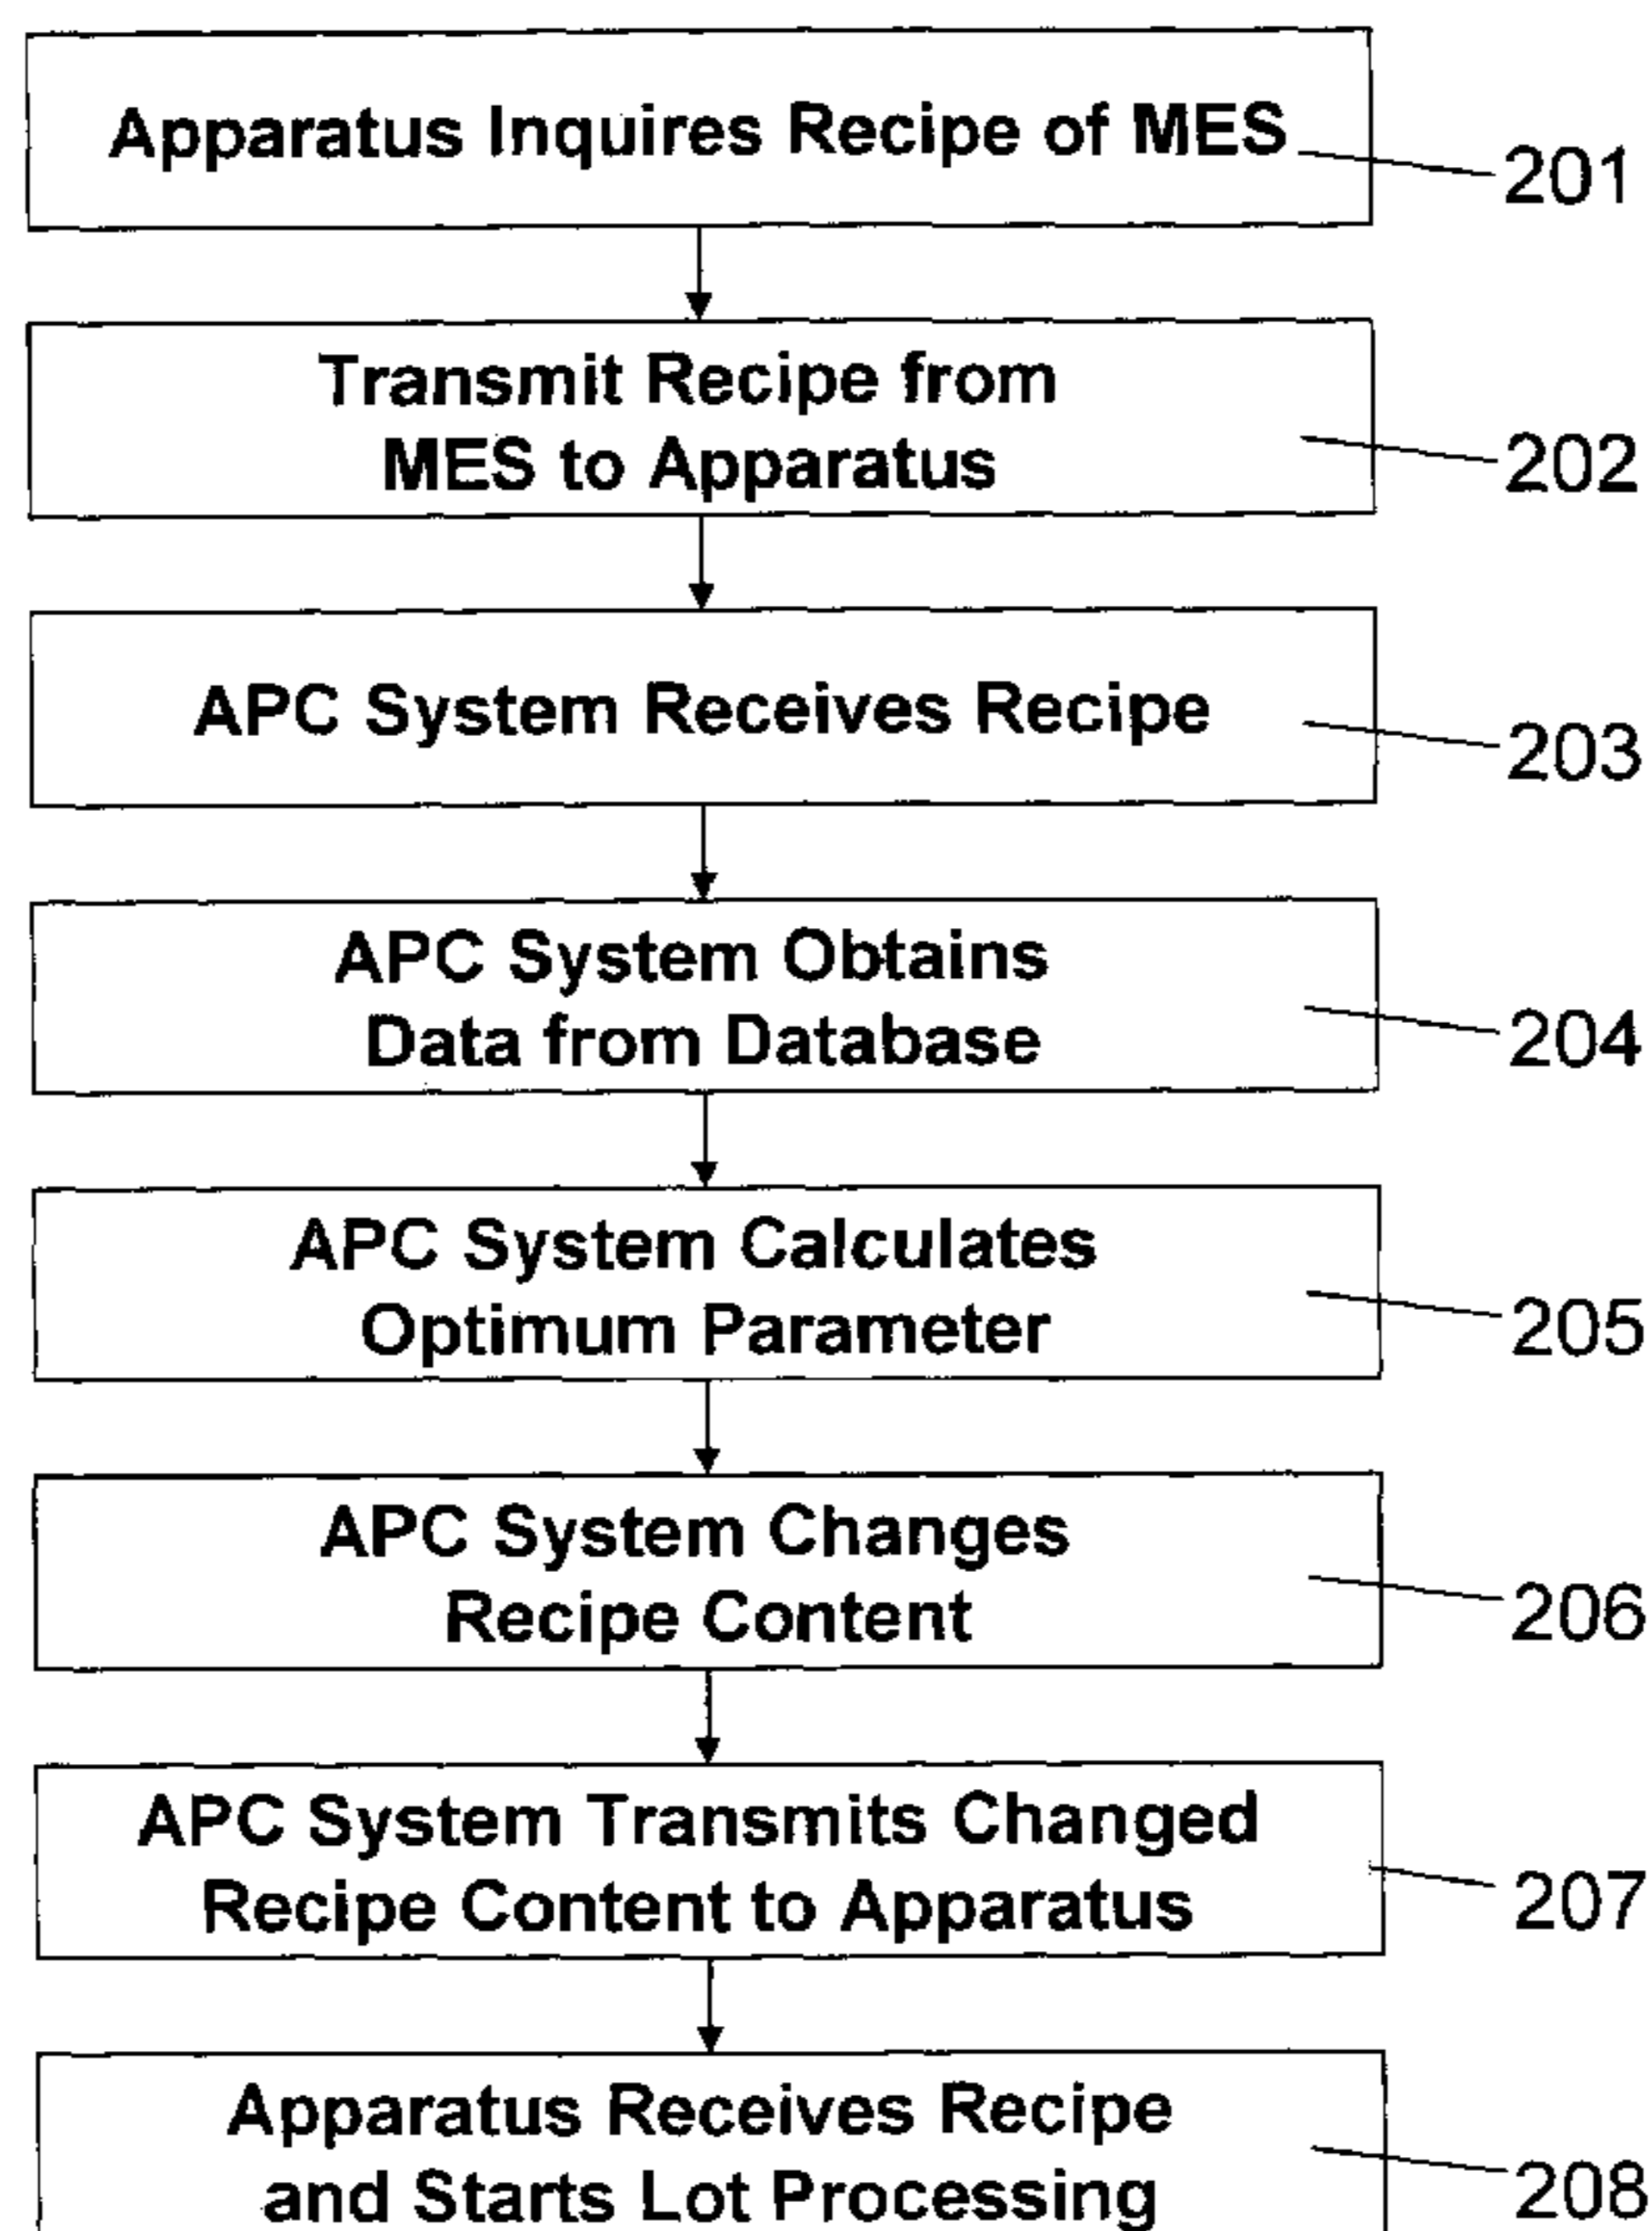 Apparatus Inquires Recipe of MES
201
Transmit Recipe from
MES to Apparatus
202
APC System Receives Recipe
203
APC System Obtains
Data from Database
204
APC System Calculates
Optimum Parameter
205
APC System Changes
Recipe Content
206
APC System Transmits Changed
Recipe Content to Apparatus
207
Apparatus Receives Recipe
and Starts Lot Processing
208